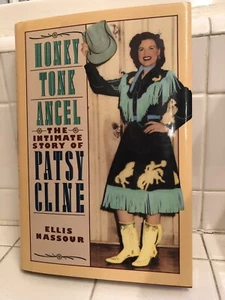 HONKY
TONK
ANGEL
THE
INTIMATE
STORY OF
PATSY
CLINE
ELLIS
NASSOUR